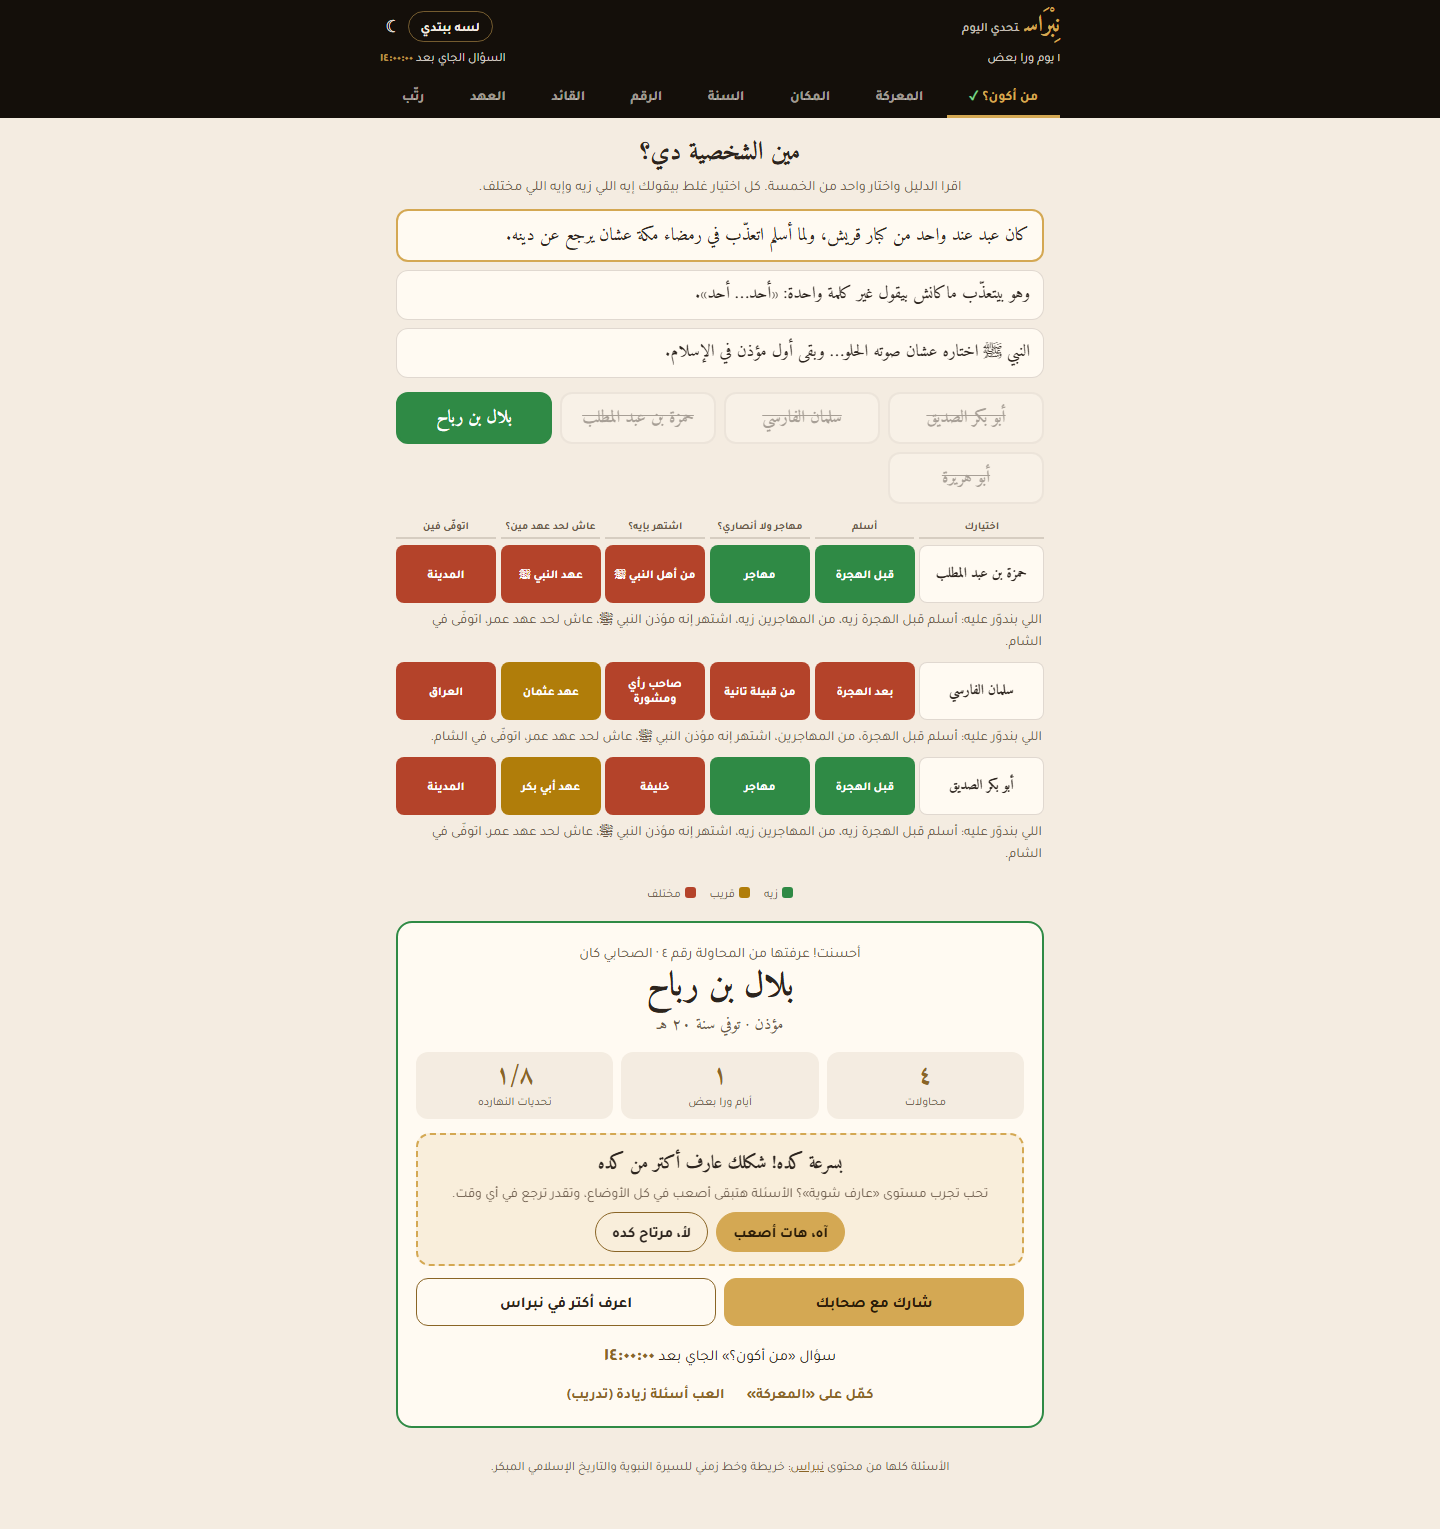 نِبْرَاس تحدي اليوم
لسه ببتدي
١ يوم ورا بعض
السؤال الجاي بعد ١٤:٠٠:٠٠
من أكون؟ ✓ المعركة المكان السنة الرقم القائد العهد رتّب
مين الشخصية دي؟
اقرا الدليل واختار واحد من الخمسة. كل اختيار غلط بيقولك إيه اللي زيه وإيه اللي مختلف.
كان عبد عند واحد من كبار قريش، ولما أسلم اتعذّب في رمضاء مكة عشان يرجع عن دينه.
وهو بيتعذّب ماكانش بيقول غير كلمة واحدة: «أحد... أحد».
النبي ﷺ اختاره عشان صوته الحلو... وبقى أول مؤذن في الإسلام.
أبو بكر الصديق سلمان الفارسي حمزة بن عبد المطلب بلال بن رباح
أبو هريرة
اختيارك أسلم مهاجر ولا أنصاري؟ اشتهر بإيه؟ عاش لحد عهد مين؟ اتوفّى فين
حمزة بن عبد المطلب قبل الهجرة مهاجر من أهل النبي ﷺ عهد النبي ﷺ المدينة
اللي بندوّر عليه: أسلم قبل الهجرة زيه، من المهاجرين زيه، اشتهر إنه مؤذن النبي ﷺ، عاش لحد عهد عمر، اتوفّى في
الشام.
سلمان الفارسي بعد الهجرة من قبيلة تانية صاحب رأي ومشورة عهد عثمان العراق
اللي بندوّر عليه: أسلم قبل الهجرة، من المهاجرين، اشتهر إنه مؤذن النبي ﷺ، عاش لحد عهد عمر، اتوفّى في الشام.
أبو بكر الصديق قبل الهجرة مهاجر خليفة عهد أبي بكر المدينة
اللي بندوّر عليه: أسلم قبل الهجرة زيه، من المهاجرين زيه، اشتهر إنه مؤذن النبي ﷺ، عاش لحد عهد عمر، اتوفّى في
الشام.
زيه قريب مختلف
أحسنت! عرفتها من المحاولة رقم ٤ · الصحابي كان
بلال بن رباح
مؤذن · توفي سنة ٢٠ هـ
٤ ١ ١/٨
محاولات أيام ورا بعض تحديات النهارده
بسرعة كده! شكلك عارف أكتر من كده
تحب تجرب مستوى «عارف شوية»؟ الأسئلة هتبقى أصعب في كل الأوضاع، وتقدر ترجع في أي وقت.
آه، هات أصعب لأ، مرتاح كده
شارك مع صحابك اعرف أكتر في نبراس
سؤال «من أكون؟» الجاي بعد ١٤:٠٠:٠٠
كمّل على «المعركة» العب أسئلة زيادة (تدريب)
الأسئلة كلها من محتوى نبراس: خريطة وخط زمني للسيرة النبوية والتاريخ الإسلامي المبكر.